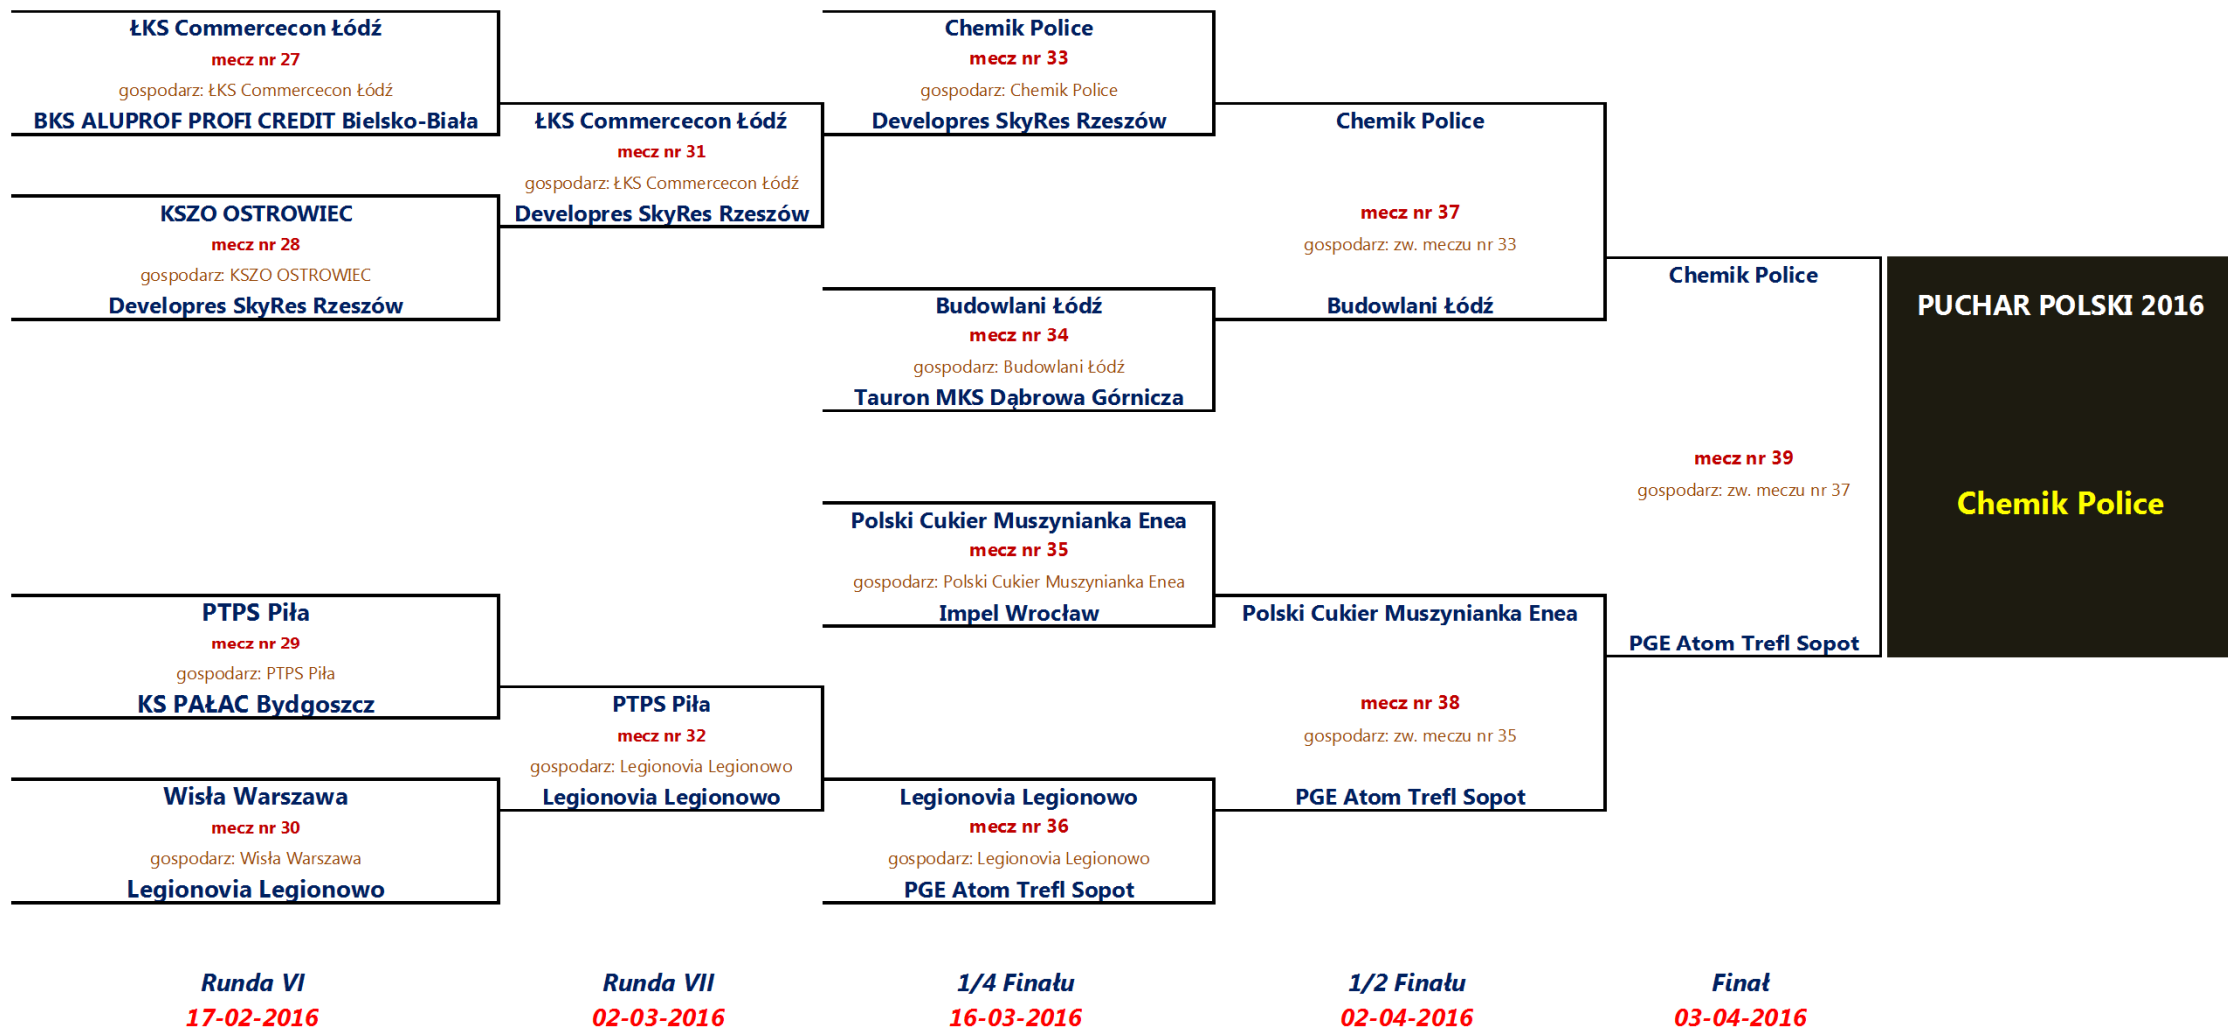 ŁKS Commercecon Łódź
mecz nr 27
gospodarz: ŁKS Commercecon Łódź
BKS ALUPROF PROFI CREDIT Bielsko-Biała
KSZO OSTROWIEC
mecz nr 28
gospodarz: KSZO OSTROWIEC
Developres SkyRes Rzeszów
PTPS Piła
mecz nr 29
gospodarz: PTPS Piła
KS PAŁAC Bydgoszcz
Wisła Warszawa
mecz nr 30
gospodarz: Wisła Warszawa
Legionovia Legionowo
Runda VI
17-02-2016
ŁKS Commercecon Łódź
mecz nr 31
gospodarz: ŁKS Commercecon Łódź
Developres SkyRes Rzeszów
PTPS Piła
mecz nr 32
gospodarz: Legionovia Legionowo
Legionovia Legionowo
Runda VII
02-03-2016
Chemik Police
mecz nr 33
gospodarz: Chemik Police
Developres SkyRes Rzeszów
Budowlani Łódź
mecz nr 34
gospodarz: Budowlani Łódź
Tauron MKS Dąbrowa Górnicza
Polski Cukier Muszynianka Enea
mecz nr 35
gospodarz: Polski Cukier Muszynianka Enea
Impel Wrocław
Legionovia Legionowo
mecz nr 36
gospodarz: Legionovia Legionowo
PGE Atom Trefl Sopot
1/4 Finału
16-03-2016
Chemik Police
mecz nr 37
gospodarz: zw. meczu nr 33
Budowlani Łódź
Polski Cukier Muszynianka Enea
mecz nr 38
gospodarz: zw. meczu nr 35
PGE Atom Trefl Sopot
1/2 Finału
02-04-2016
Chemik Police
mecz nr 39
gospodarz: zw. meczu nr 37
PGE Atom Trefl Sopot
Finał
03-04-2016
PUCHAR POLSKI 2016
Chemik Police